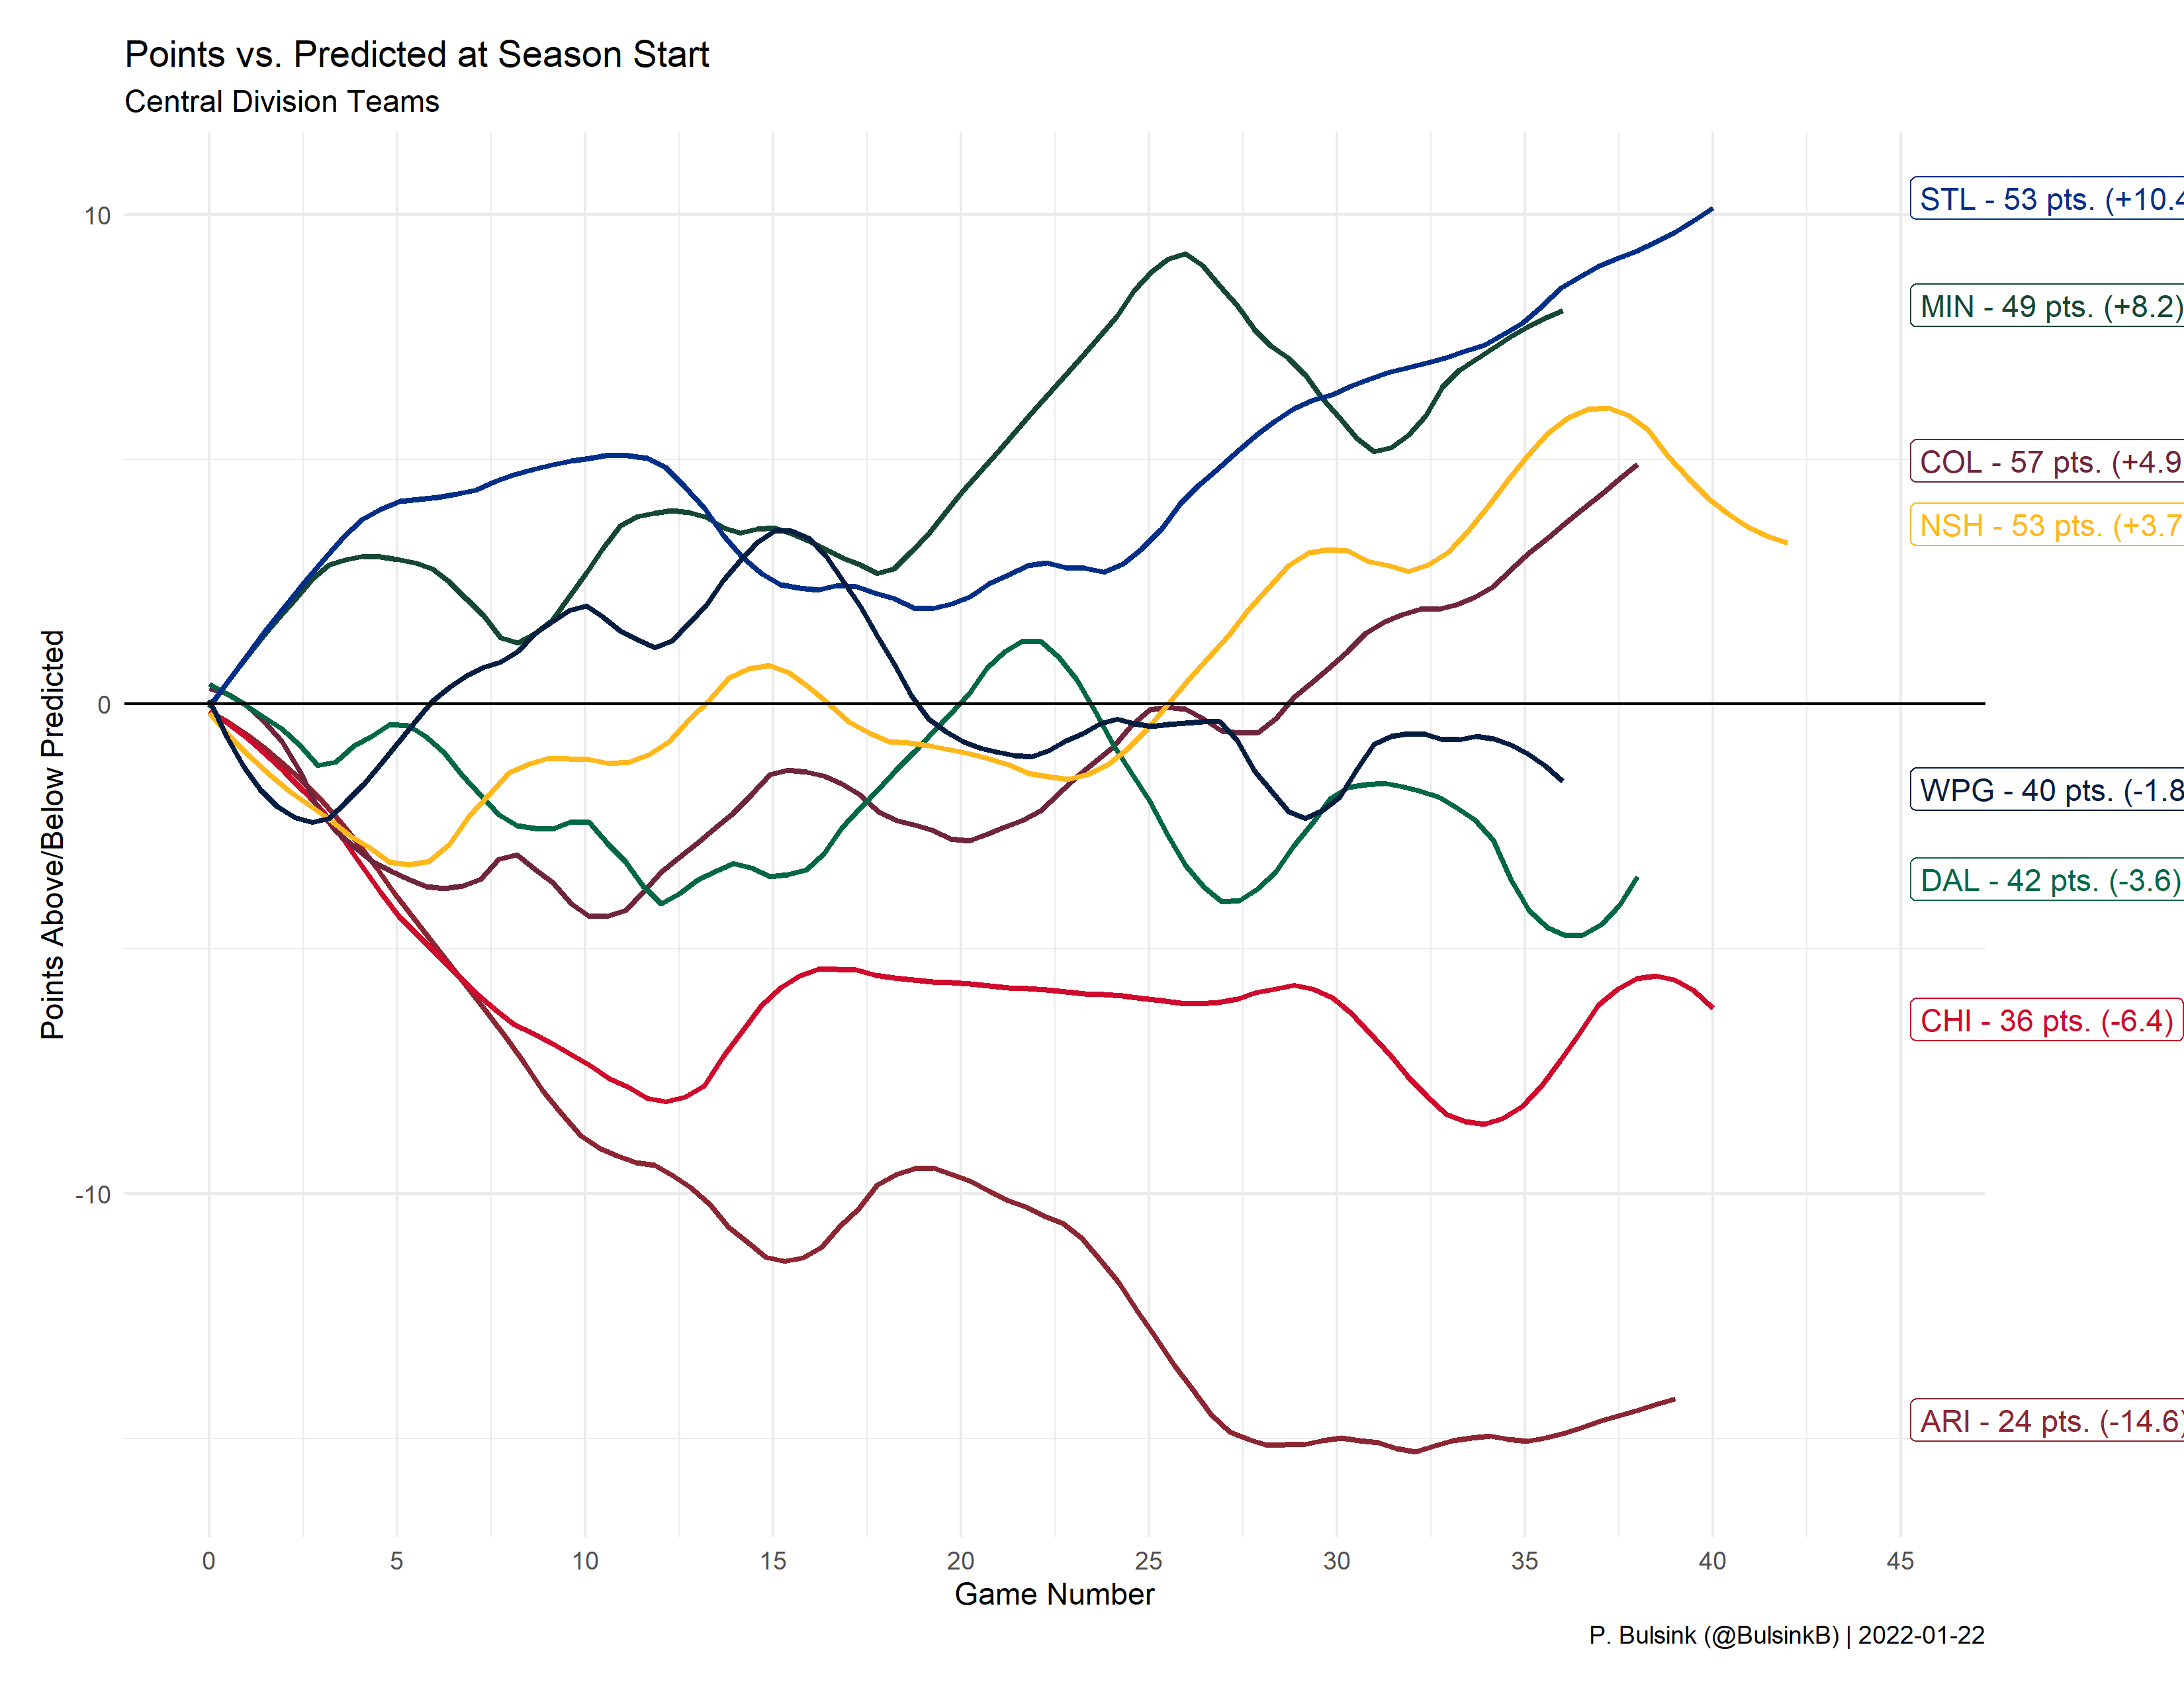 Points vs. Predicted at Season Start
Central Division Teams
Points Above/Below Predicted
10
0
-10
STL - 53 pts. (+10.4
MIN - 49 pts. (+8.2)
COL - 57 pts. (+4.9
NSH - 53 pts. (+3.7
WPG - 40 pts. (-1.8
DAL - 42 pts. (-3.6)
CHI - 36 pts. (-6.4)
ARI - 24 pts. (-14.6)
0 5 10 15 20 25 30 35 40 45
Game Number
P. Bulsink (@BulsinkB) | 2022-01-22